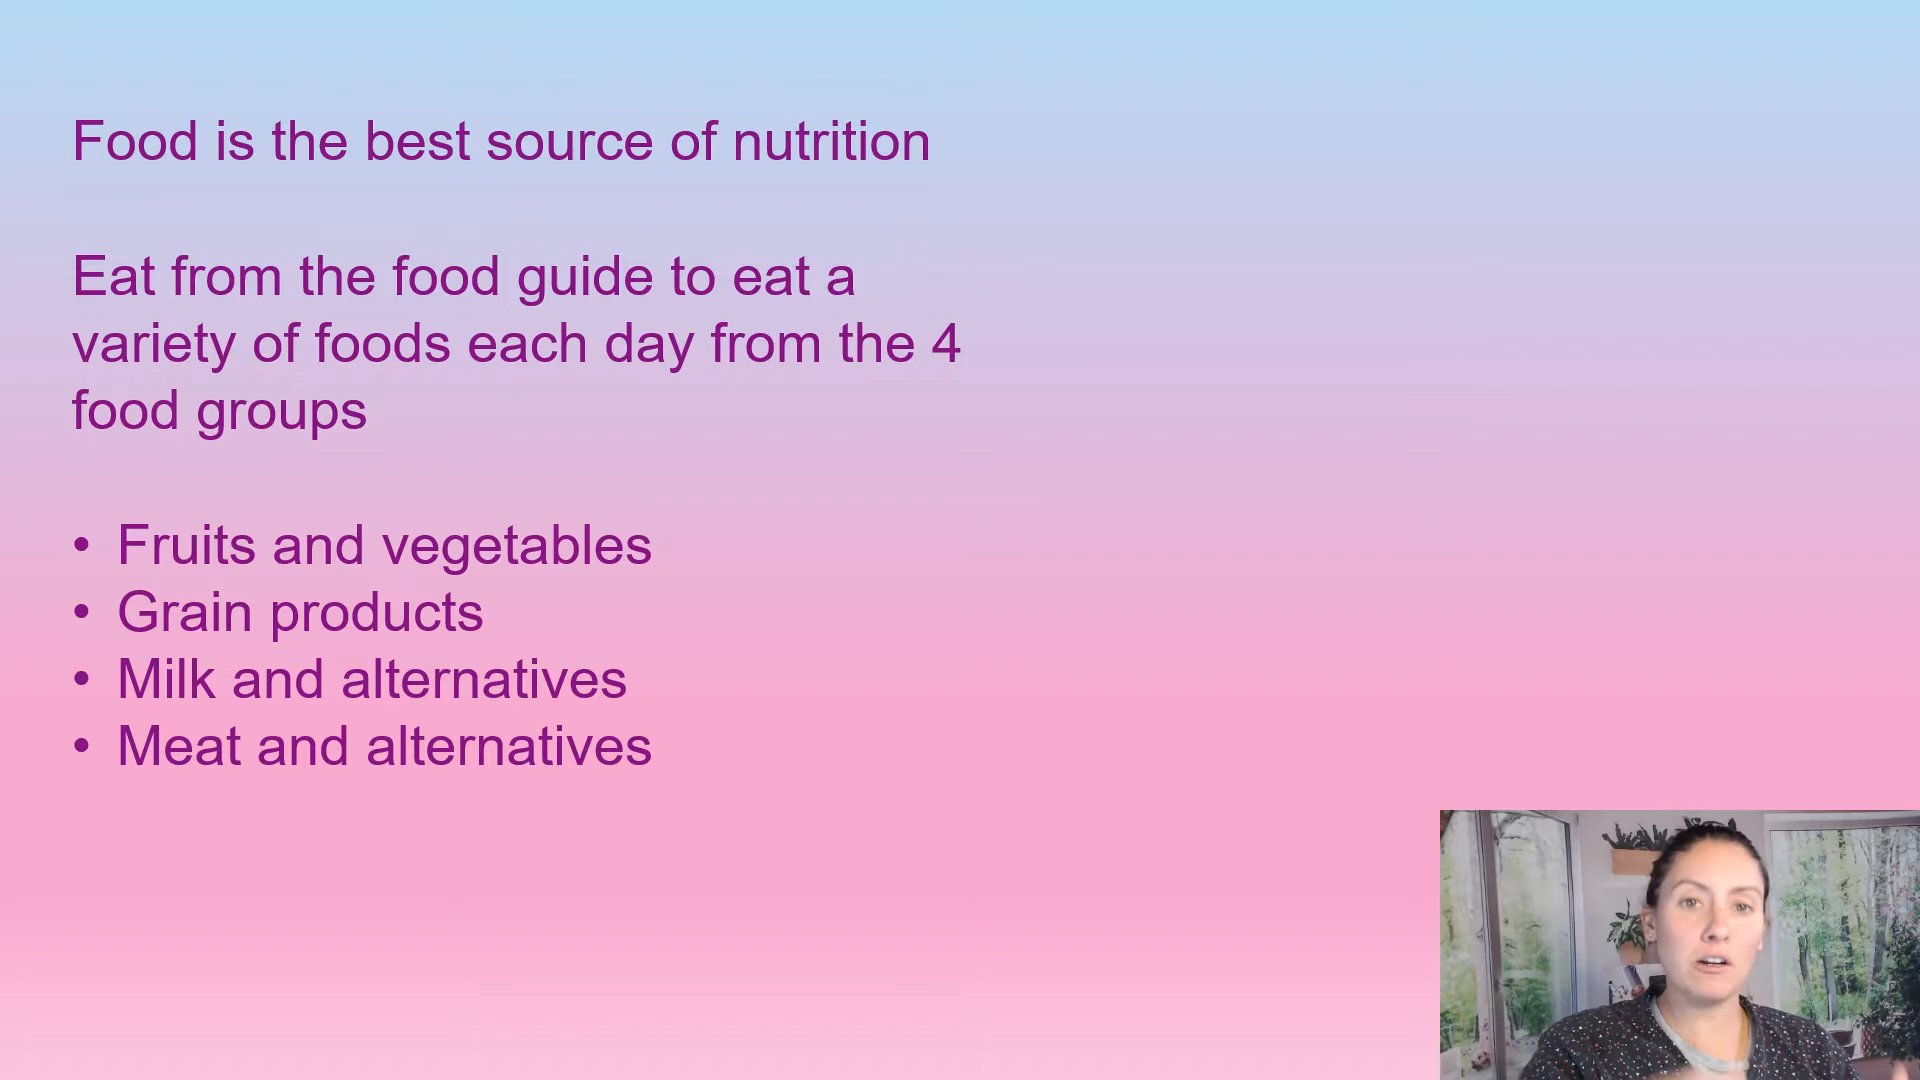 Food is the best source of nutrition
Eat from the food guide to eat a
variety of foods each day from the 4
food groups
• Fruits and vegetables
• Grain products
• Milk and alternatives
• Meat and alternatives